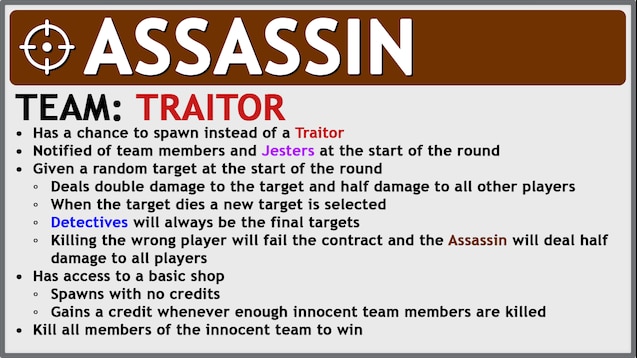 ASSASSIN
TEAM: TRAITOR
• Has a chance to spawn instead of a Traitor
• Notified of team members and Jesters at the start of the round
• Given a random target at the start of the round
◦ Deals double damage to the target and half damage to all other players
◦ When the target dies a new target is selected
◦ Detectives will always be the final targets
◦ Killing the wrong player will fail the contract and the Assassin will deal half
damage to all players
• Has access to a basic shop
◦ Spawns with no credits
◦ Gains a credit whenever enough innocent team members are killed
• Kill all members of the innocent team to win